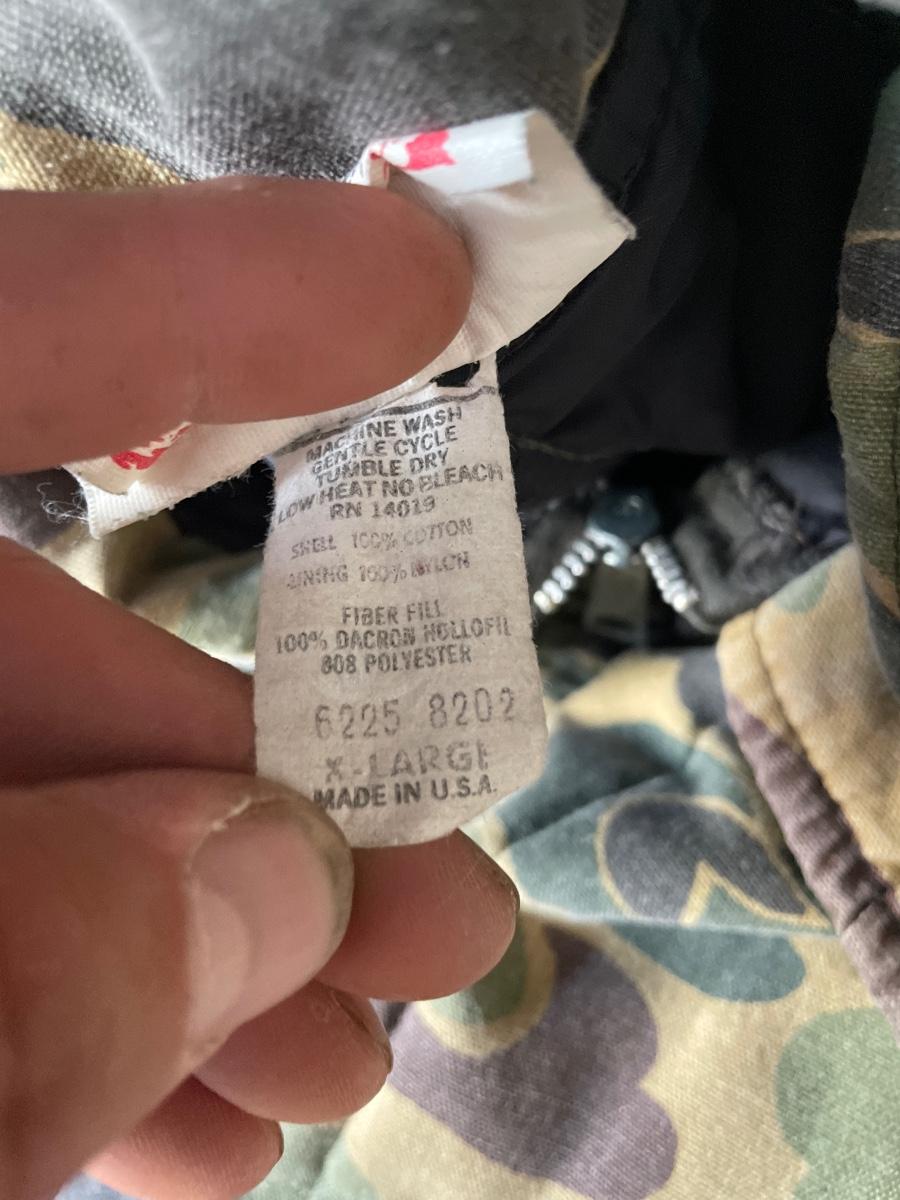 MACHINE WASH
GENTLE CYCLE
TUMBLE DRY
LOW HEAT NO BLEACH
RN 14019
SHELL 100% COTTON
LINING 100% NYLON
FIBER FILL
100% DACRON HOLLOFIL
808 POLYESTER
6225 8202
X-LARGE
MADE IN U.S.A.